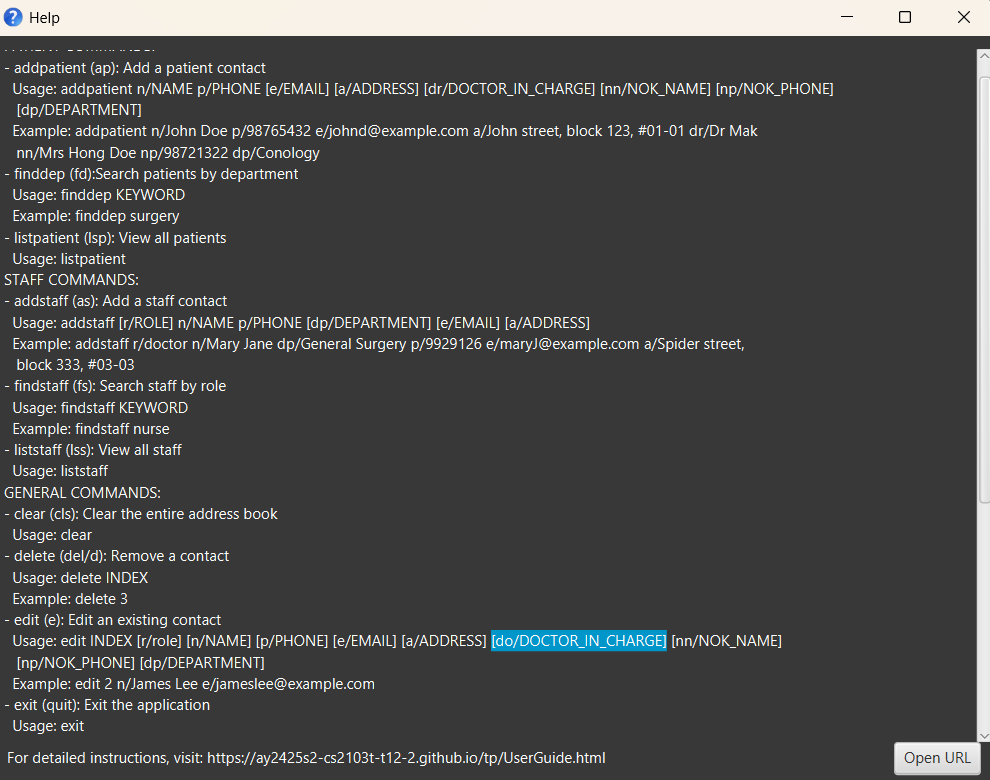 Help
- addpatient (ap): Add a patient contact
Usage: addpatient n/NAME p/PHONE [e/EMAIL] [a/ADDRESS] [dr/DOCTOR_IN_CHARGE] [nn/NOK_NAME] [np/NOK_PHONE]
[dp/DEPARTMENT]
Example: addpatient n/John Doe p/98765432 e/johnd@example.com a/John street, block 123, #01-01 dr/Dr Mak
nn/Mrs Hong Doe np/98721322 dp/Conology
- finddep (fd):Search patients by department
Usage: finddep KEYWORD
Example: finddep surgery
- listpatient (lsp): View all patients
Usage: listpatient
STAFF COMMANDS:
- addstaff (as): Add a staff contact
Usage: addstaff [r/ROLE] n/NAME p/PHONE [dp/DEPARTMENT] [e/EMAIL] [a/ADDRESS]
Example: addstaff r/doctor n/Mary Jane dp/General Surgery p/9929126 e/maryJ@example.com a/Spider street,
block 333, #03-03
- findstaff (fs): Search staff by role
Usage: findstaff KEYWORD
Example: findstaff nurse
- liststaff (lss): View all staff
Usage: liststaff
GENERAL COMMANDS:
- clear (cls): Clear the entire address book
Usage: clear
- delete (del/d): Remove a contact
Usage: delete INDEX
Example: delete 3
- edit (e): Edit an existing contact
Usage: edit INDEX [r/role] [n/NAME] [p/PHONE] [e/EMAIL] [a/ADDRESS] [do/DOCTOR_IN_CHARGE] [nn/NOK_NAME]
[np/NOK_PHONE] [dp/DEPARTMENT]
Example: edit 2 n/James Lee e/jameslee@example.com
- exit (quit): Exit the application
Usage: exit
For detailed instructions, visit: https://ay2425s2-cs2103t-t12-2.github.io/tp/UserGuide.html
Open URL